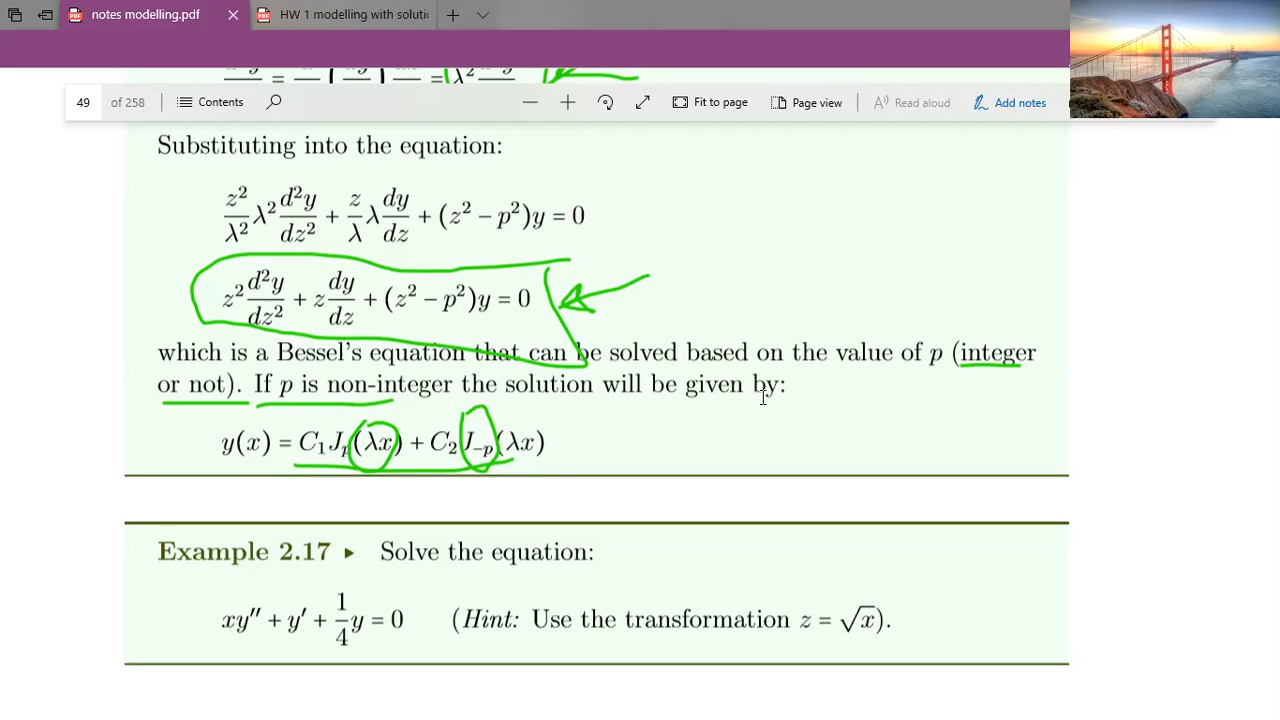 notes modelling.pdf
HW 1 modelling with soluti
49 of 258 Contents Fit to page Page view Read aloud Add notes
Substituting into the equation:
z²/λ² λ² d²y/dz² + z/λ λ dy/dz + (z² − p²)y = 0
z² d²y/dz² + z dy/dz + (z² − p²)y = 0
which is a Bessel's equation that can be solved based on the value of p (integer
or not). If p is non-integer the solution will be given by:
y(x) = C₁Jₚ(λx) + C₂J₋ₚ(λx)
Example 2.17 ▸ Solve the equation:
xy″ + y′ + 1/4 y = 0 (Hint: Use the transformation z = √x).